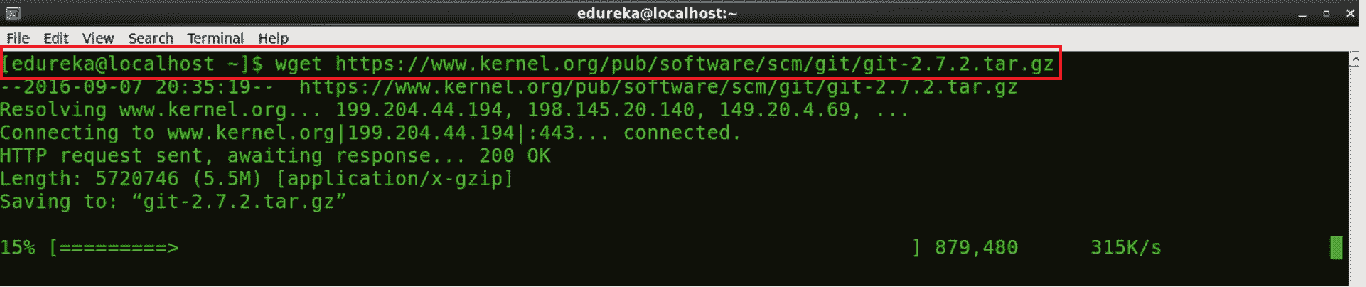 edureka@localhost:~
File Edit View Search Terminal Help
[edureka@localhost ~]$ wget https://www.kernel.org/pub/software/scm/git/git-2.7.2.tar.gz
--2016-09-07 20:35:19--  https://www.kernel.org/pub/software/scm/git/git-2.7.2.tar.gz
Resolving www.kernel.org... 199.204.44.194, 198.145.20.140, 149.20.4.69, ...
Connecting to www.kernel.org|199.204.44.194|:443... connected.
HTTP request sent, awaiting response... 200 OK
Length: 5720746 (5.5M) [application/x-gzip]
Saving to: “git-2.7.2.tar.gz”
15% [=========> ] 879,480 315K/s